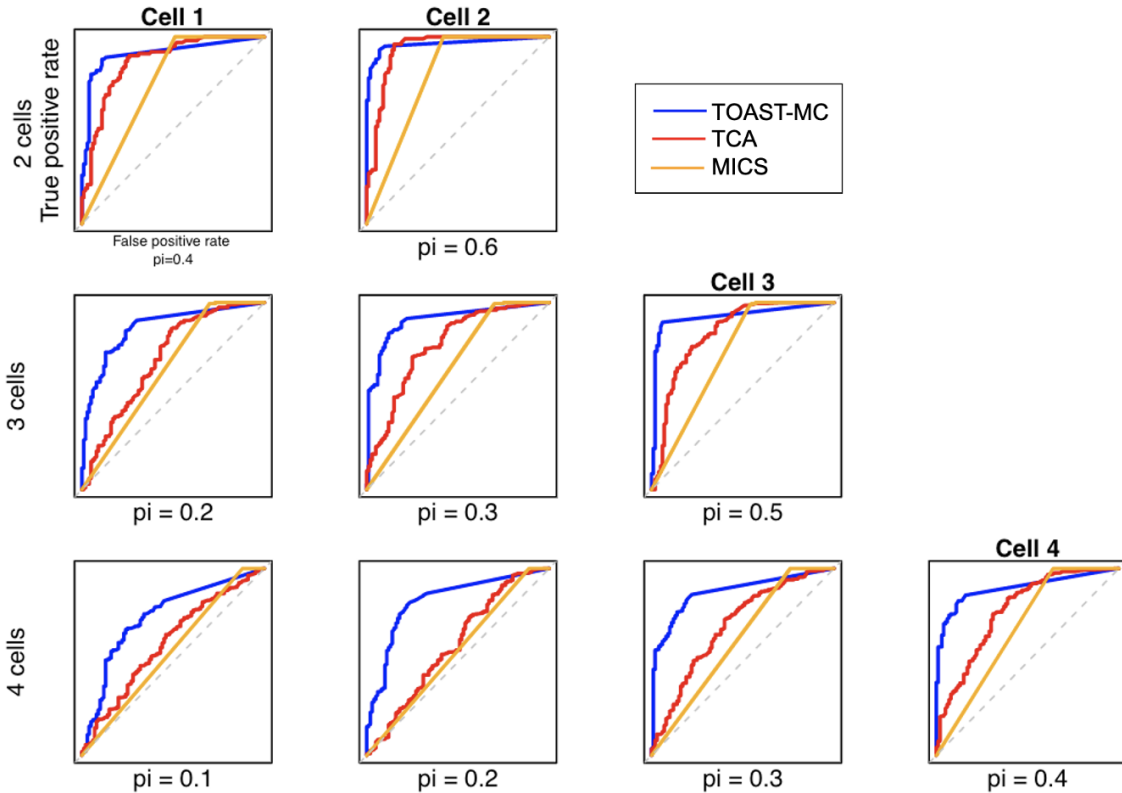 Cell 1
Cell 2
2 cells
True positive rate
TOAST-MC
TCA
MICS
False positive rate
pi=0.4
pi = 0.6
Cell 3
3 cells
pi = 0.2
pi = 0.3
pi = 0.5
Cell 4
4 cells
pi = 0.1
pi = 0.2
pi = 0.3
pi = 0.4